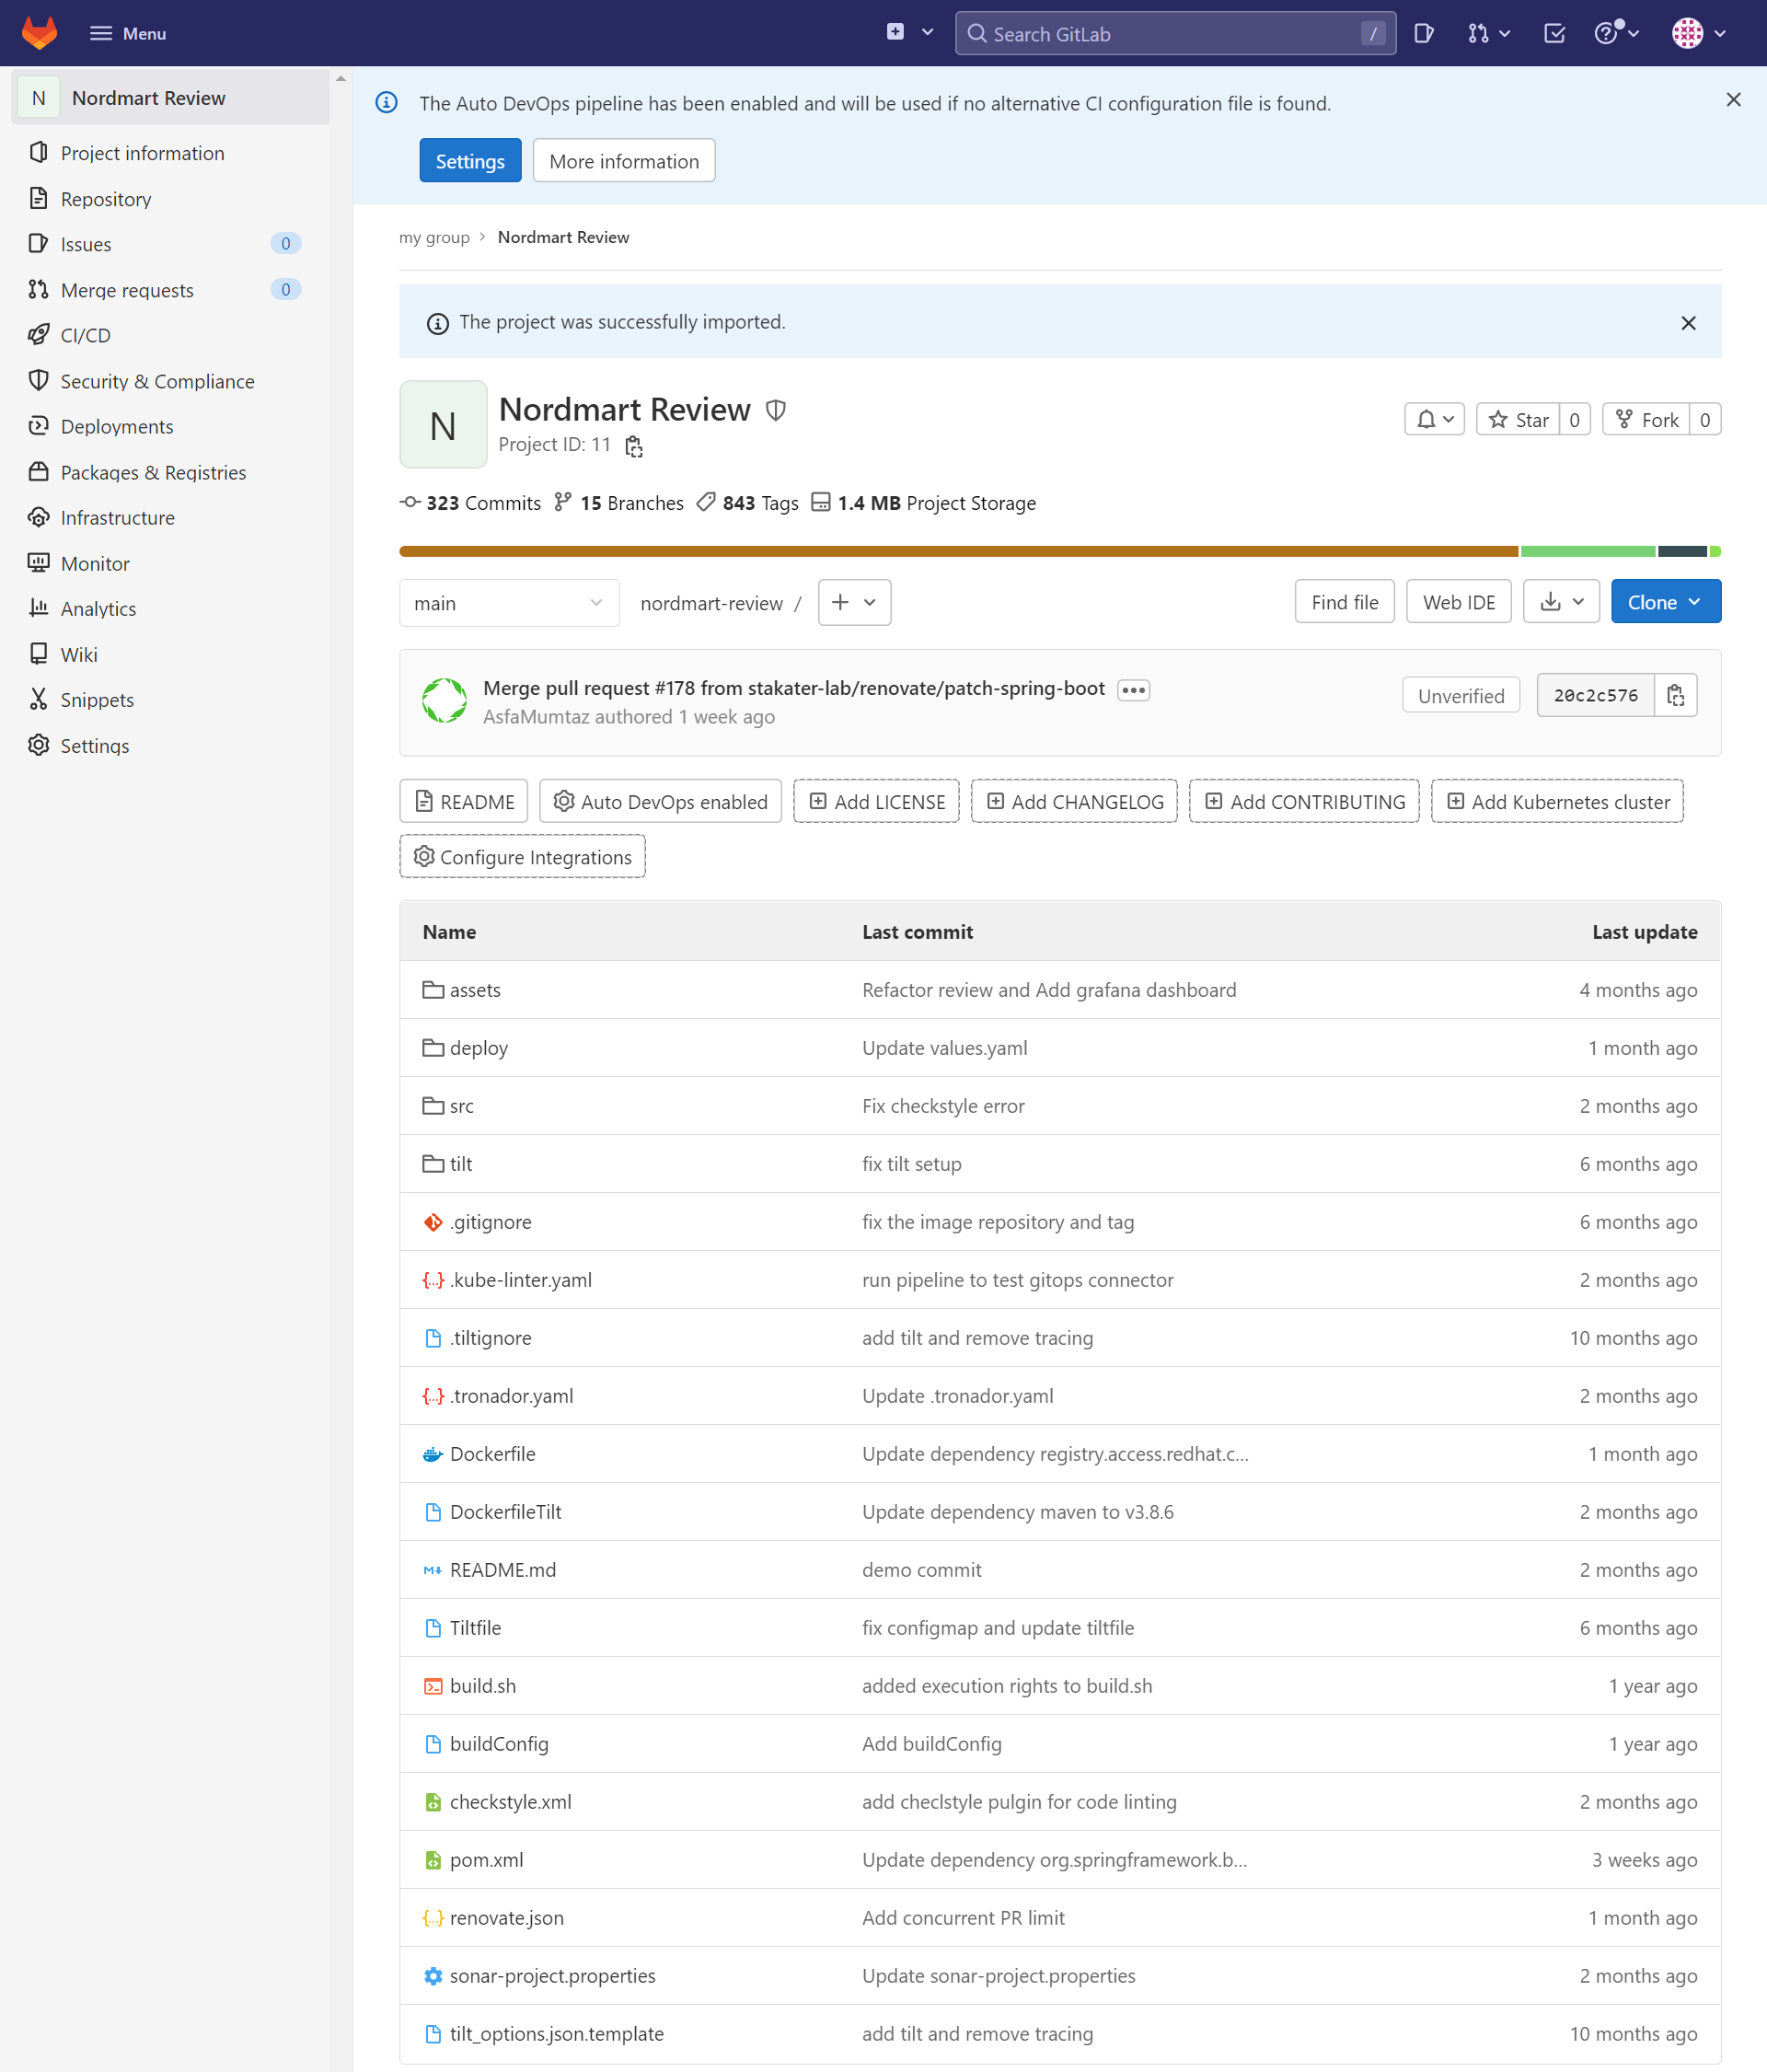 Menu
Search GitLab /
N Nordmart Review
Project information
Repository
Issues 0
Merge requests 0
CI/CD
Security & Compliance
Deployments
Packages & Registries
Infrastructure
Monitor
Analytics
Wiki
Snippets
Settings
The Auto DevOps pipeline has been enabled and will be used if no alternative CI configuration file is found.
Settings More information
my group > Nordmart Review
The project was successfully imported.
N
Nordmart Review
Project ID: 11
Star 0 Fork 0
323 Commits 15 Branches 843 Tags 1.4 MB Project Storage
main nordmart-review / + Find file Web IDE Clone
Merge pull request #178 from stakater-lab/renovate/patch-spring-boot •••
AsfaMumtaz authored 1 week ago
Unverified 20c2c576
README Auto DevOps enabled Add LICENSE Add CHANGELOG Add CONTRIBUTING Add Kubernetes cluster
Configure Integrations
Name Last commit Last update
assets Refactor review and Add grafana dashboard 4 months ago
deploy Update values.yaml 1 month ago
src Fix checkstyle error 2 months ago
tilt fix tilt setup 6 months ago
.gitignore fix the image repository and tag 6 months ago
.kube-linter.yaml run pipeline to test gitops connector 2 months ago
.tiltignore add tilt and remove tracing 10 months ago
.tronador.yaml Update .tronador.yaml 2 months ago
Dockerfile Update dependency registry.access.redhat.c... 1 month ago
DockerfileTilt Update dependency maven to v3.8.6 2 months ago
README.md demo commit 2 months ago
Tiltfile fix configmap and update tiltfile 6 months ago
build.sh added execution rights to build.sh 1 year ago
buildConfig Add buildConfig 1 year ago
checkstyle.xml add checlstyle pulgin for code linting 2 months ago
pom.xml Update dependency org.springframework.b... 3 weeks ago
renovate.json Add concurrent PR limit 1 month ago
sonar-project.properties Update sonar-project.properties 2 months ago
tilt_options.json.template add tilt and remove tracing 10 months ago